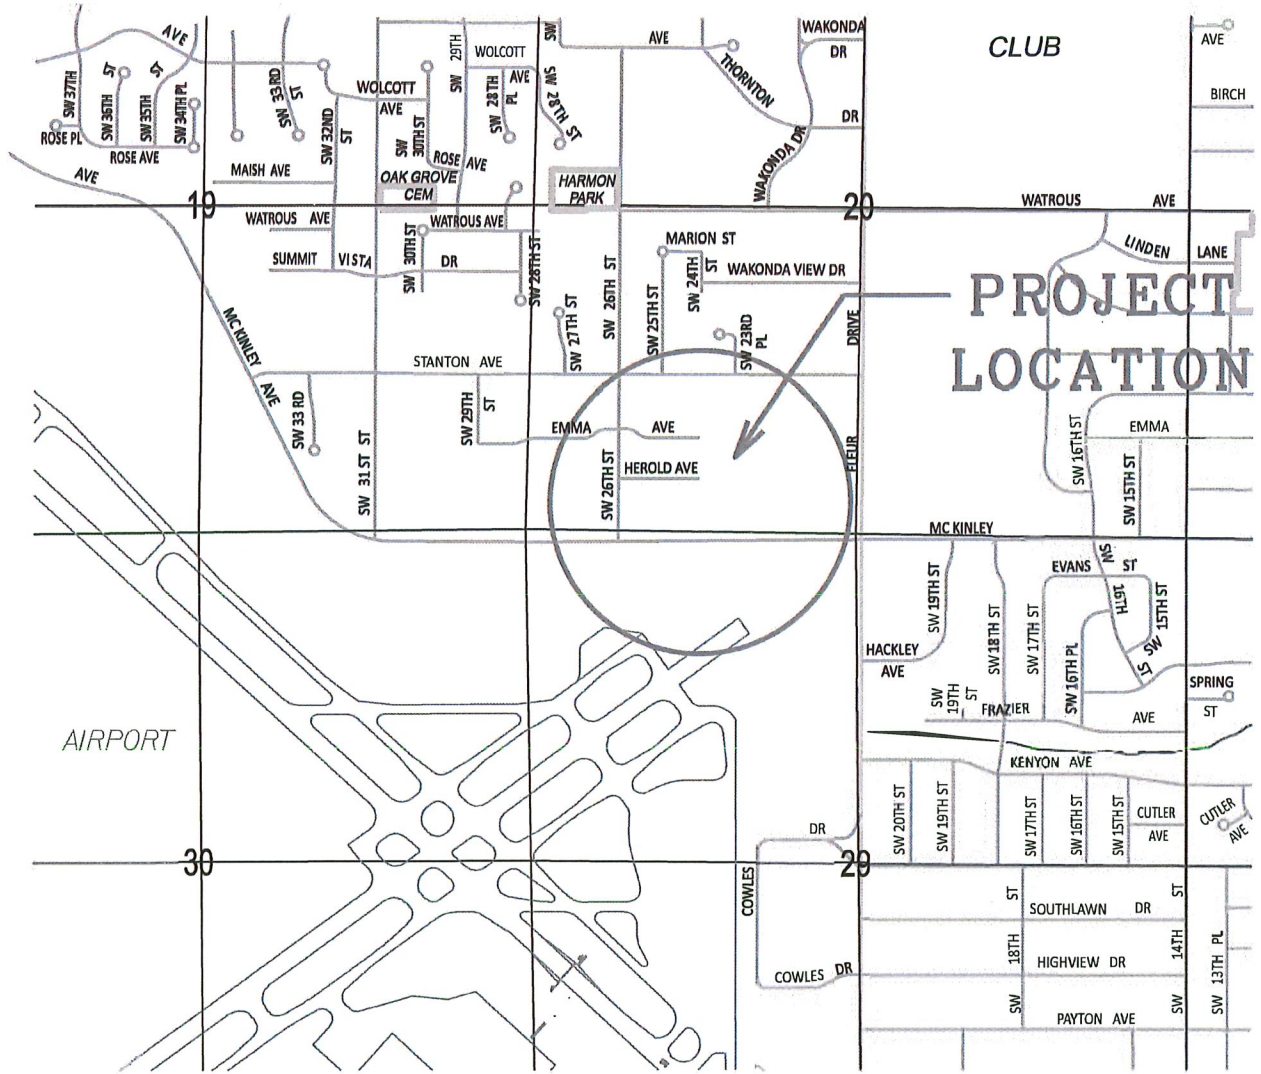 WAKONDA
DR
CLUB
AVE
AVE
SW
29TH
SW
WOLCOTT
AVE
SW 28TH
PL
SW 28TH ST
AVE
THORNTON
DR
WAKONDA DR
BIRCH
SW 37TH
ST
SW 36TH
ST
SW 35TH
SW 34TH PL
SW 33RD
ST
WOLCOTT
AVE
SW 32ND
ST
SW
30TH ST
ROSE PL
ROSE AVE
ROSE AVE
AVE
MAISH AVE
OAK GROVE
CEM
HARMON
PARK
19
20
WATROUS AVE
WATROUS AVE
WATROUS AVE
SUMMIT VISTA DR
SW 30TH ST
SW 28TH ST
SW 26TH ST
MARION ST
SW 24TH
ST
WAKONDA VIEW DR
LINDEN LANE
PROJECT
LOCATION
MC KINLEY
AVE
SW 27TH ST
SW 25TH ST
SW 23RD
PL
DRIVE
STANTON AVE
SW 33 RD
SW 29TH
ST
EMMA AVE
SW 31 ST ST
SW 26TH ST
HEROLD AVE
FLEUR
SW 16TH ST
EMMA
SW 15TH ST
MC KINLEY
SW 19TH ST
SW 18TH ST
SW 17TH ST
EVANS ST
SW
16TH
ST
SW 15TH ST
SW 16TH PL
HACKLEY
AVE
SW
19TH
ST
FRAZIER AVE
SPRING
ST
AIRPORT
KENYON AVE
SW 20TH ST
SW 19TH ST
SW 17TH ST
SW 16TH ST
SW 15TH ST
CUTLER
AVE
CUTLER
AVE
DR
30
29
COWLES
COWLES DR
SW 18TH ST
SOUTHLAWN DR
HIGHVIEW DR
SW 14TH ST
SW 13TH PL
PAYTON AVE